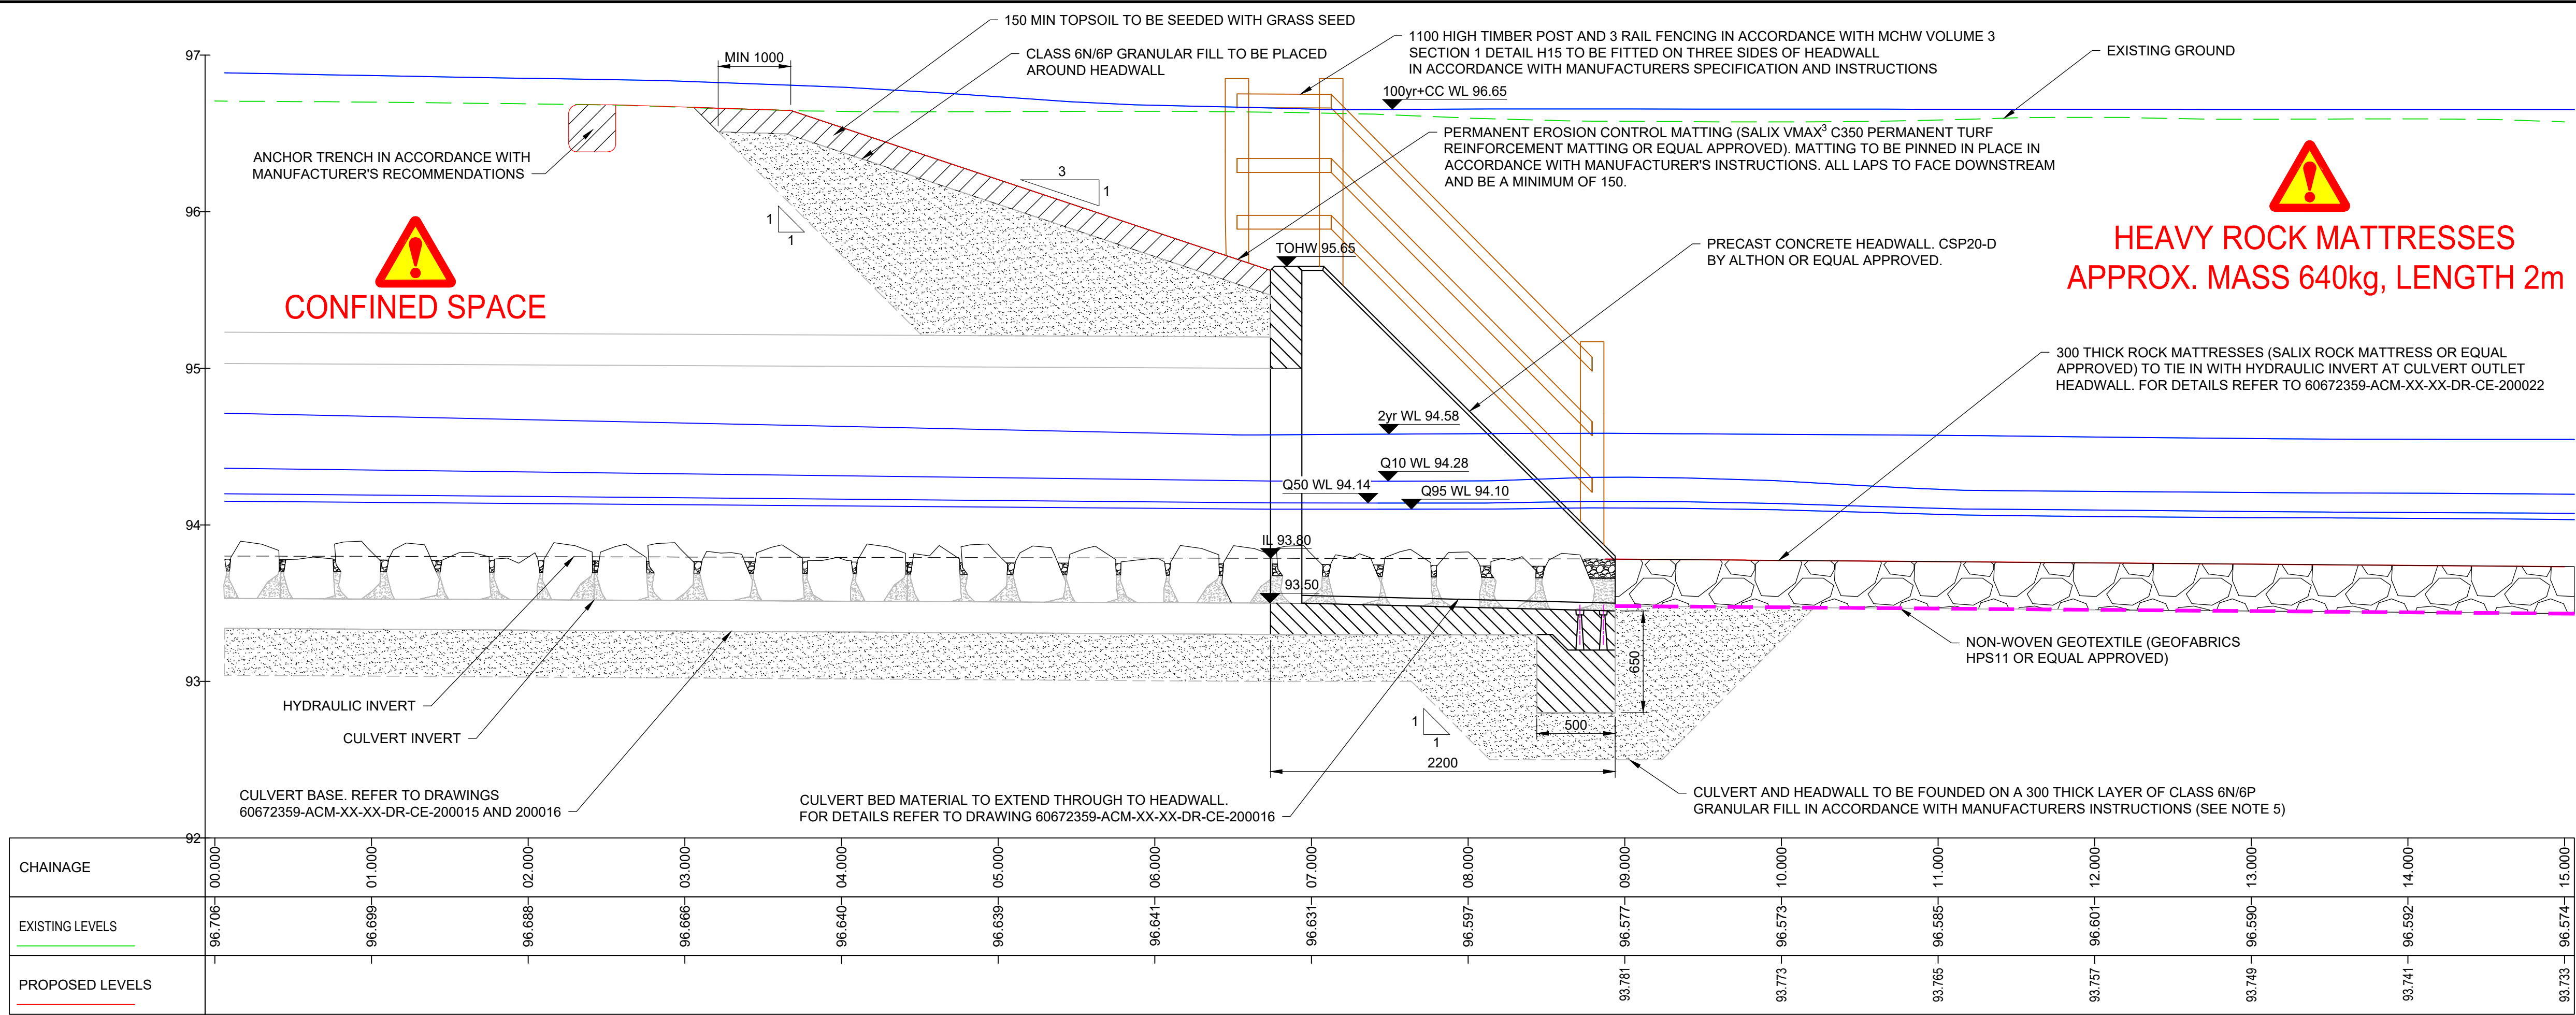 150 MIN TOPSOIL TO BE SEEDED WITH GRASS SEED
CLASS 6N/6P GRANULAR FILL TO BE PLACED
AROUND HEADWALL
MIN 1000
1100 HIGH TIMBER POST AND 3 RAIL FENCING IN ACCORDANCE WITH MCHW VOLUME 3
SECTION 1 DETAIL H15 TO BE FITTED ON THREE SIDES OF HEADWALL
IN ACCORDANCE WITH MANUFACTURERS SPECIFICATION AND INSTRUCTIONS
EXISTING GROUND
97
100yr+CC WL 96.65
PERMANENT EROSION CONTROL MATTING (SALIX VMAX³ C350 PERMANENT TURF
REINFORCEMENT MATTING OR EQUAL APPROVED). MATTING TO BE PINNED IN PLACE IN
ACCORDANCE WITH MANUFACTURER'S INSTRUCTIONS. ALL LAPS TO FACE DOWNSTREAM
AND BE A MINIMUM OF 150.
ANCHOR TRENCH IN ACCORDANCE WITH
MANUFACTURER'S RECOMMENDATIONS
3
1
96
1
1
!
CONFINED SPACE
!
HEAVY ROCK MATTRESSES
APPROX. MASS 640kg, LENGTH 2m
TOHW 95.65
PRECAST CONCRETE HEADWALL. CSP20-D
BY ALTHON OR EQUAL APPROVED.
95
300 THICK ROCK MATTRESSES (SALIX ROCK MATTRESS OR EQUAL
APPROVED) TO TIE IN WITH HYDRAULIC INVERT AT CULVERT OUTLET
HEADWALL. FOR DETAILS REFER TO 60672359-ACM-XX-XX-DR-CE-200022
2yr WL 94.58
Q10 WL 94.28
Q50 WL 94.14
Q95 WL 94.10
94
IL 93.80
93.50
NON-WOVEN GEOTEXTILE (GEOFABRICS
HPS11 OR EQUAL APPROVED)
650
93
HYDRAULIC INVERT
CULVERT INVERT
500
1
1
2200
CULVERT BASE. REFER TO DRAWINGS
60672359-ACM-XX-XX-DR-CE-200015 AND 200016
CULVERT BED MATERIAL TO EXTEND THROUGH TO HEADWALL.
FOR DETAILS REFER TO DRAWING 60672359-ACM-XX-XX-DR-CE-200016
CULVERT AND HEADWALL TO BE FOUNDED ON A 300 THICK LAYER OF CLASS 6N/6P
GRANULAR FILL IN ACCORDANCE WITH MANUFACTURERS INSTRUCTIONS (SEE NOTE 5)
92
CHAINAGE 00.000 01.000 02.000 03.000 04.000 05.000 06.000 07.000 08.000 09.000 10.000 11.000 12.000 13.000 14.000 15.000
EXISTING LEVELS 96.706 96.699 96.688 96.666 96.640 96.639 96.641 96.631 96.597 96.577 96.573 96.585 96.601 96.590 96.592 96.574
PROPOSED LEVELS 93.781 93.773 93.765 93.757 93.749 93.741 93.733